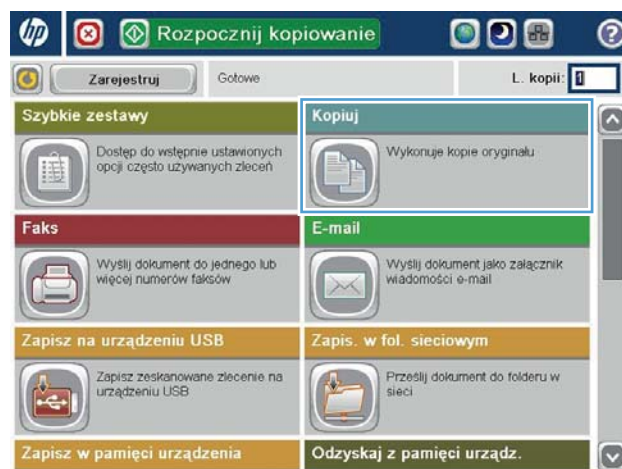 hp
Rozpocznij kopiowanie
?
Zarejestruj
Gotowe
L. kopii: 1
Szybkie zestawy
Dostęp do wstępnie ustawionych
opcji często używanych zleceń
Kopiuj
Wykonuje kopie oryginału
Faks
Wyślij dokument do jednego lub
więcej numerów faksów
E-mail
Wyślij dokument jako załącznik
wiadomości e-mail
Zapisz na urządzeniu USB
Zapisz zeskanowane zlecenie na
urządzeniu USB
Zapis. w fol. sieciowym
Prześlij dokument do folderu w
sieci
Zapisz w pamięci urządzenia
Odzyskaj z pamięci urządz.